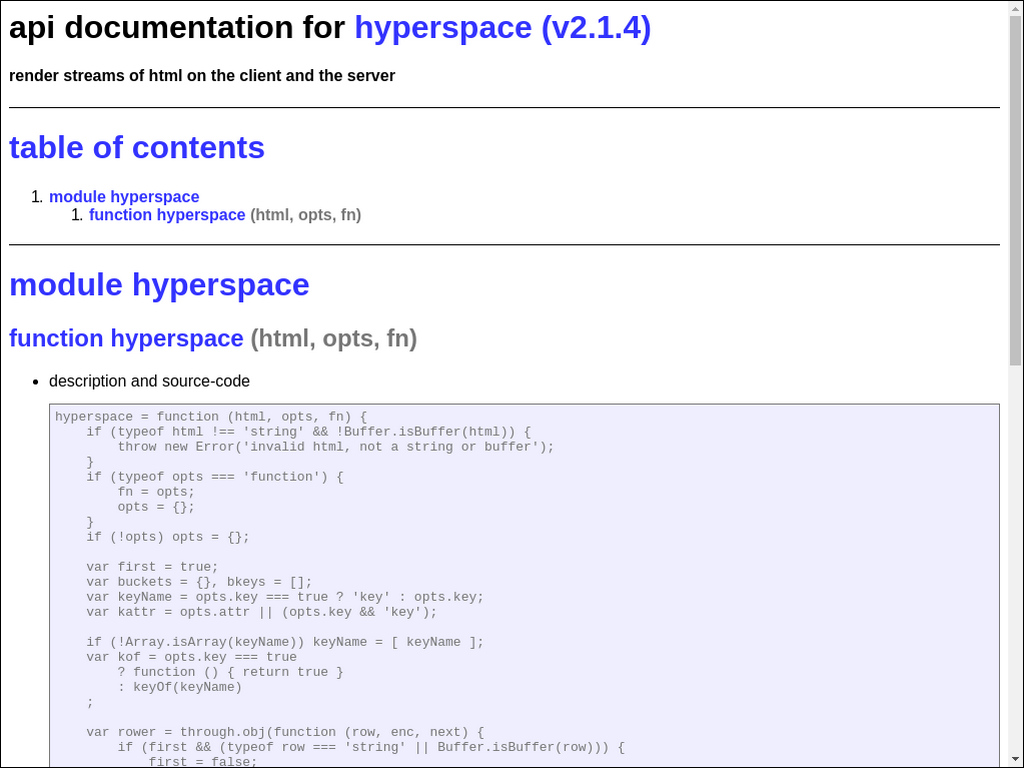 api documentation for hyperspace (v2.1.4)
render streams of html on the client and the server
table of contents
1. module hyperspace
1. function hyperspace (html, opts, fn)
module hyperspace
function hyperspace (html, opts, fn)
• description and source-code
hyperspace = function (html, opts, fn) {
    if (typeof html !== 'string' && !Buffer.isBuffer(html)) {
        throw new Error('invalid html, not a string or buffer');
    }
    if (typeof opts === 'function') {
        fn = opts;
        opts = {};
    }
    if (!opts) opts = {};
    var first = true;
    var buckets = {}, bkeys = [];
    var keyName = opts.key === true ? 'key' : opts.key;
    var kattr = opts.attr || (opts.key && 'key');
    if (!Array.isArray(keyName)) keyName = [ keyName ];
    var kof = opts.key === true
        ? function () { return true }
        : keyOf(keyName)
    ;
    var rower = through.obj(function (row, enc, next) {
        if (first && (typeof row === 'string' || Buffer.isBuffer(row))) {
            first = false;